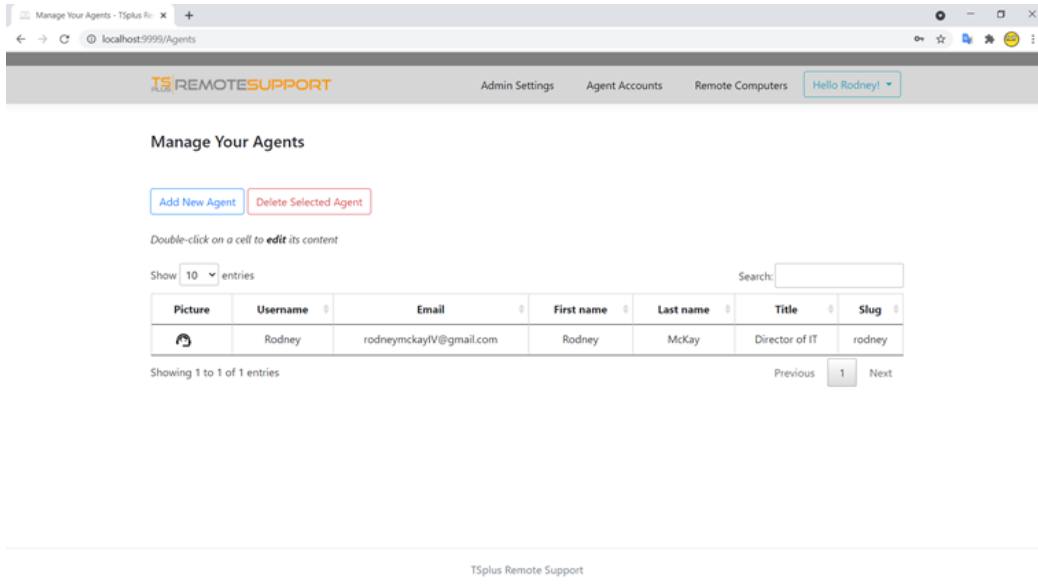 Manage Your Agents - TSplus Re
localhost:9999/Agents
TS PLUS REMOTESUPPORT Admin Settings Agent Accounts Remote Computers Hello Rodney!
Manage Your Agents
Add New Agent Delete Selected Agent
Double-click on a cell to edit its content
Show 10 entries Search:
Picture Username Email First name Last name Title Slug
Rodney rodneymckayIV@gmail.com Rodney McKay Director of IT rodney
Showing 1 to 1 of 1 entries Previous 1 Next
TSplus Remote Support